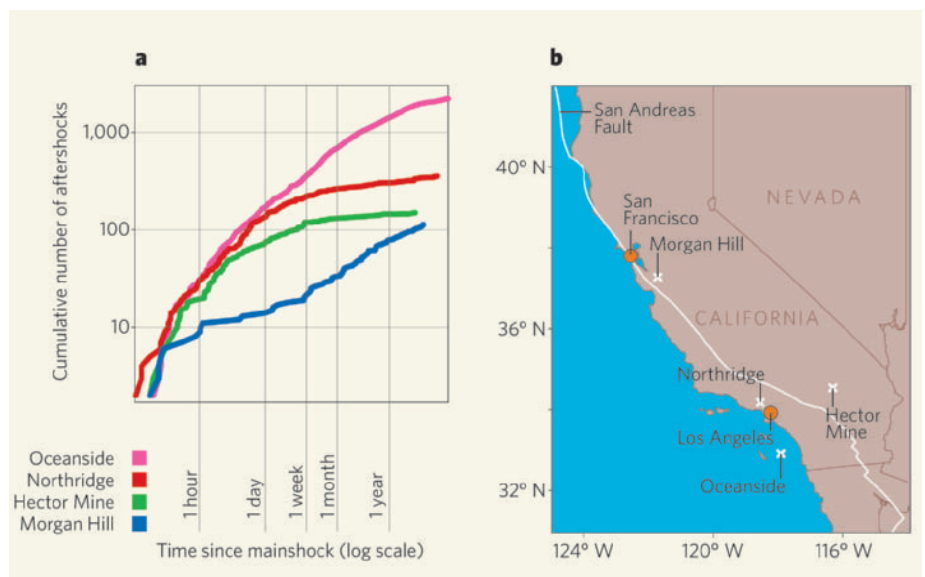 a
Cumulative number of aftershocks
1,000
100
10
Oceanside
Northridge
Hector Mine
Morgan Hill
1 hour
1 day
1 week
1 month
1 year
Time since mainshock (log scale)
b
San Andreas
Fault
40° N
NEVADA
San
Francisco
Morgan Hill
36° N
CALIFORNIA
Northridge
Hector
Mine
Los Angeles
Oceanside
32° N
124° W
120° W
116° W